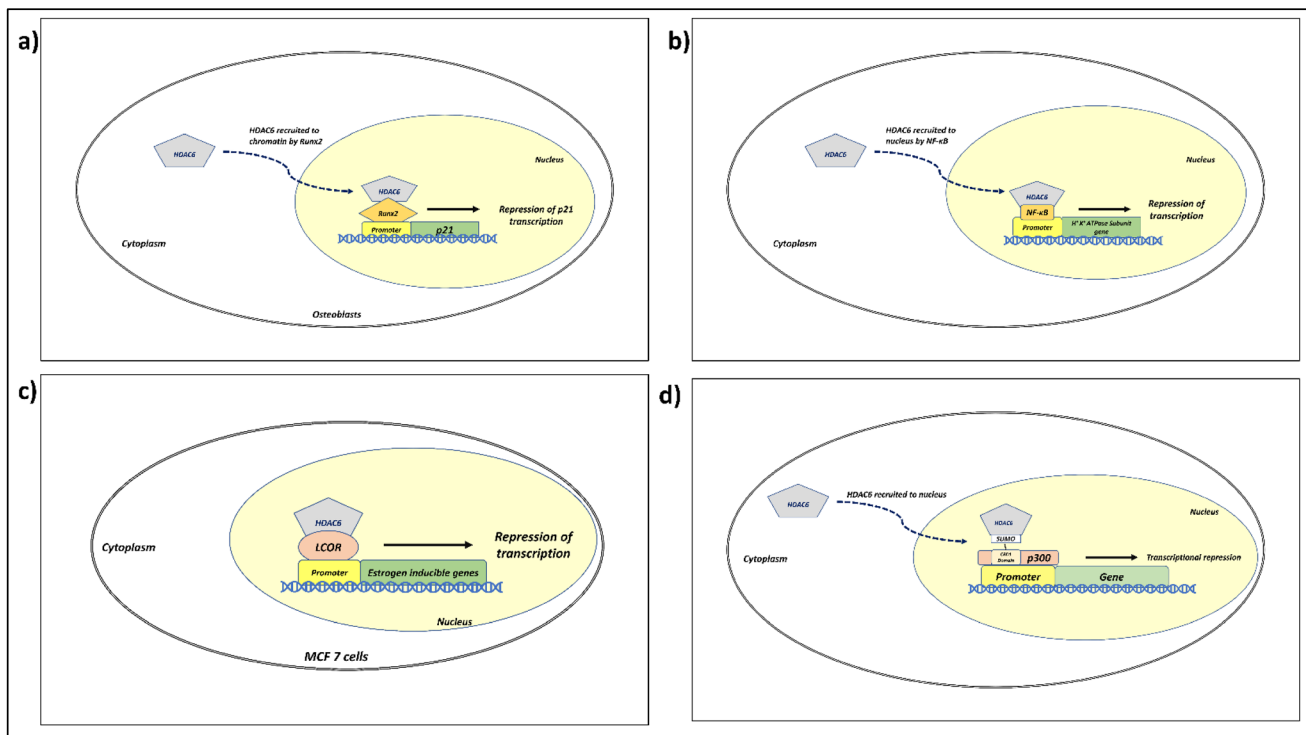 a)
HDAC6
HDAC6 recruited to
chromatin by Runx2
Nucleus
HDAC6
Runx2
Promoter
p21
Repression of p21
transcription
Cytoplasm
Osteoblasts
b)
HDAC6
HDAC6 recruited to
nucleus by Nf-κB
Nucleus
HDAC6
NF-κB
Promoter
H⁺ K⁺ ATPase Subunit
gene
Repression of
transcription
Cytoplasm
c)
Cytoplasm
HDAC6
LCOR
Promoter
Estrogen inducible genes
Repression of
transcription
Nucleus
MCF 7 cells
d)
HDAC6
HDAC6 recruited to nucleus
Nucleus
HDAC6
SUMO
Domain
p300
Promoter
Gene
Transcriptional repression
Cytoplasm